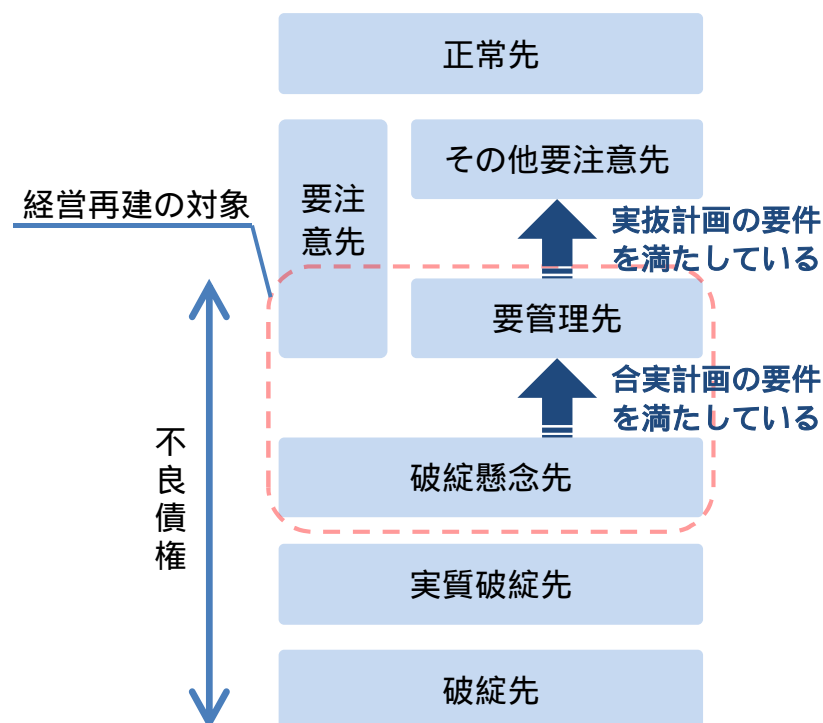 正常先
その他要注意先
要注
意先
経営再建の対象
実抜計画の要件
を満たしている
要管理先
合実計画の要件
を満たしている
不良債権
破綻懸念先
実質破綻先
破綻先